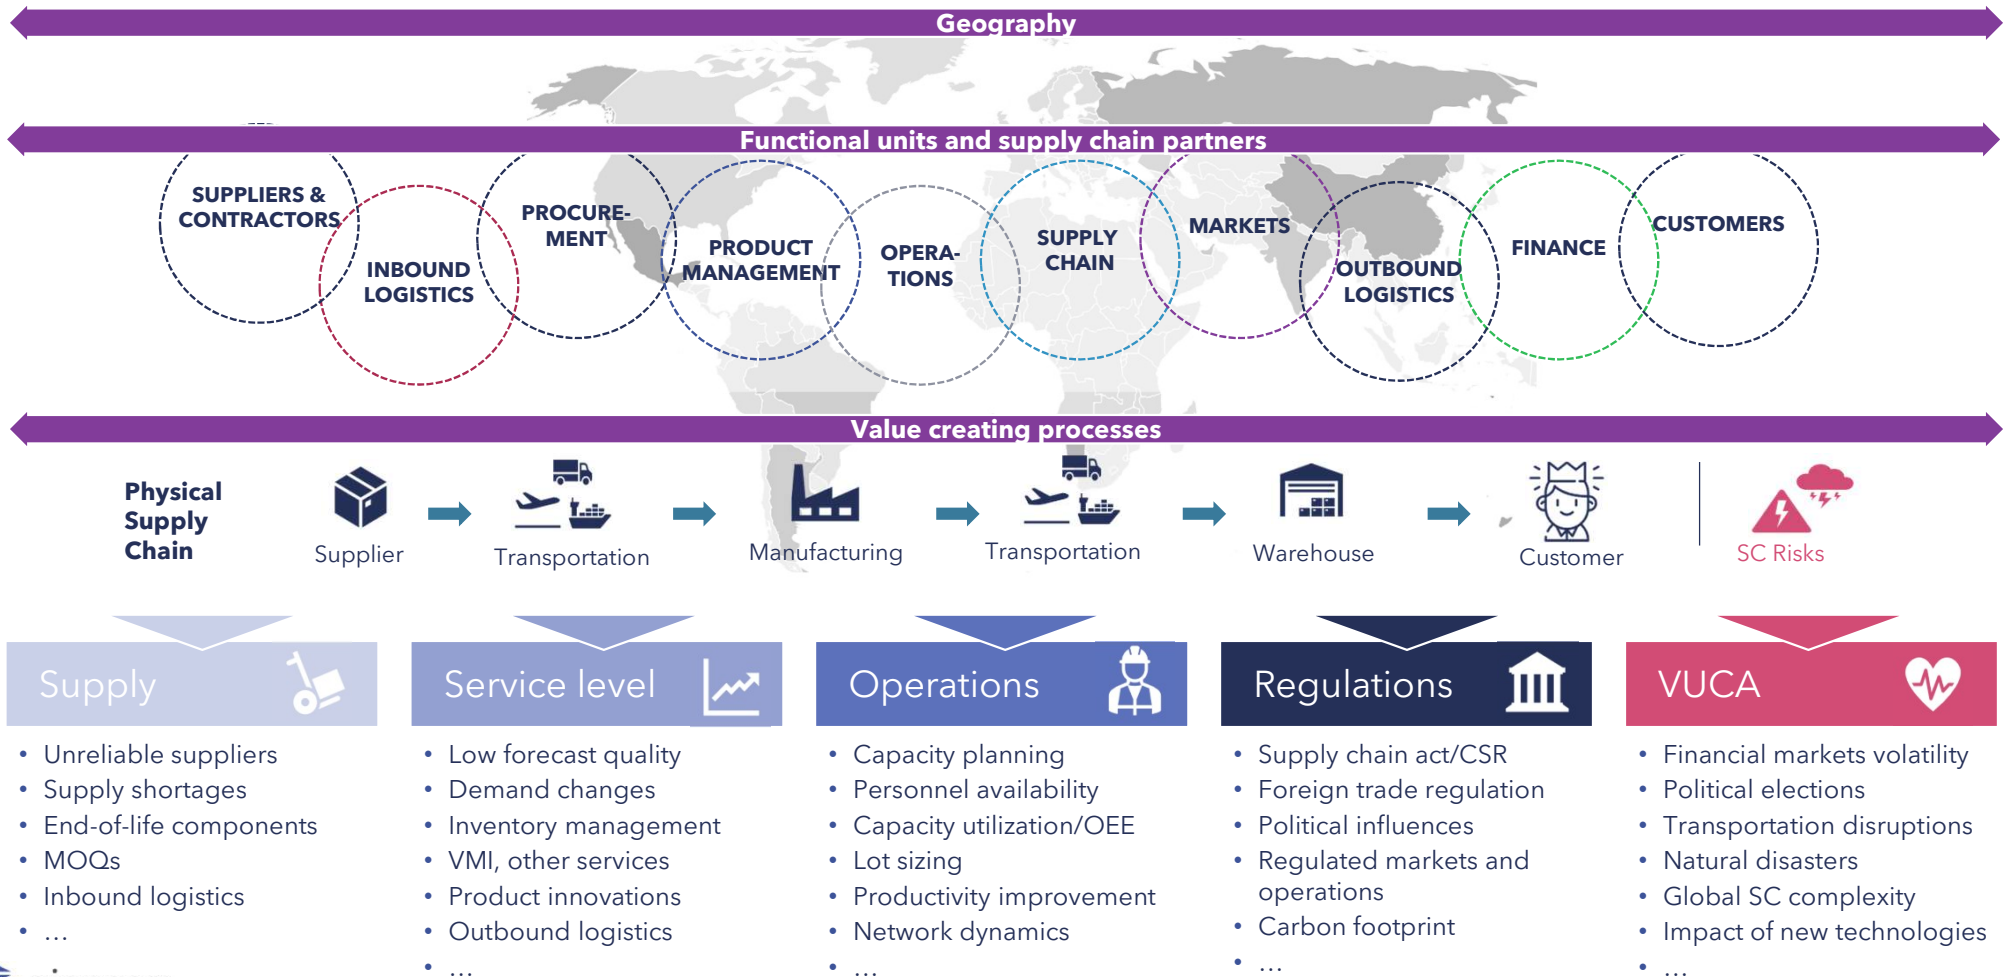 Geography
Functional units and supply chain partners
SUPPLIERS &
CONTRACTORS
INBOUND
LOGISTICS
PROCURE-
MENT
PRODUCT
MANAGEMENT
OPERA-
TIONS
SUPPLY
CHAIN
MARKETS
OUTBOUND
LOGISTICS
FINANCE
CUSTOMERS
Value creating processes
Physical
Supply
Chain
Supplier
Transportation
Manufacturing
Transportation
Warehouse
Customer
SC Risks
Supply
• Unreliable suppliers
• Supply shortages
• End-of-life components
• MOQs
• Inbound logistics
• …
Service level
• Low forecast quality
• Demand changes
• Inventory management
• VMI, other services
• Product innovations
• Outbound logistics
• …
Operations
• Capacity planning
• Personnel availability
• Capacity utilization/OEE
• Lot sizing
• Productivity improvement
• Network dynamics
• …
Regulations
• Supply chain act/CSR
• Foreign trade regulation
• Political influences
• Regulated markets and
operations
• Carbon footprint
• …
VUCA
• Financial markets volatility
• Political elections
• Transportation disruptions
• Natural disasters
• Global SC complexity
• Impact of new technologies
• …